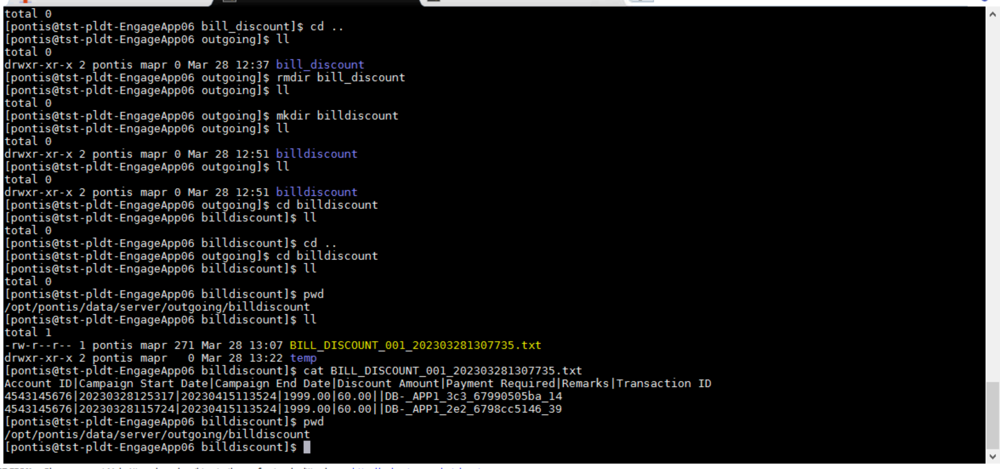 total 0
[pontis@tst-pldt-EngageApp06 bill_discount]$ cd ..
[pontis@tst-pldt-EngageApp06 outgoing]$ ll
total 0
drwxr-xr-x 2 pontis mapr 0 Mar 28 12:37 bill_discount
[pontis@tst-pldt-EngageApp06 outgoing]$ rmdir bill_discount
[pontis@tst-pldt-EngageApp06 outgoing]$ ll
total 0
[pontis@tst-pldt-EngageApp06 outgoing]$ mkdir billdiscount
[pontis@tst-pldt-EngageApp06 outgoing]$ ll
total 0
drwxr-xr-x 2 pontis mapr 0 Mar 28 12:51 billdiscount
[pontis@tst-pldt-EngageApp06 outgoing]$ ll
total 0
drwxr-xr-x 2 pontis mapr 0 Mar 28 12:51 billdiscount
[pontis@tst-pldt-EngageApp06 outgoing]$ cd billdiscount
[pontis@tst-pldt-EngageApp06 billdiscount]$ ll
total 0
[pontis@tst-pldt-EngageApp06 billdiscount]$ cd ..
[pontis@tst-pldt-EngageApp06 outgoing]$ cd billdiscount
[pontis@tst-pldt-EngageApp06 billdiscount]$ ll
total 0
[pontis@tst-pldt-EngageApp06 billdiscount]$ pwd
/opt/pontis/data/server/outgoing/billdiscount
[pontis@tst-pldt-EngageApp06 billdiscount]$ ll
total 1
-rw-r--r-- 1 pontis mapr 271 Mar 28 13:07 BILL_DISCOUNT_001_202303281307735.txt
drwxr-xr-x 2 pontis mapr   0 Mar 28 13:22 temp
[pontis@tst-pldt-EngageApp06 billdiscount]$ cat BILL_DISCOUNT_001_202303281307735.txt
Account ID|Campaign Start Date|Campaign End Date|Discount Amount|Payment Required|Remarks|Transaction ID
4543145676|20230328125317|20230415113524|1999.00|60.00||DB-_APP1_3c3_67990505ba_14
4543145676|20230328115724|20230415113524|1999.00|60.00||DB-_APP1_2e2_6798cc5146_39
[pontis@tst-pldt-EngageApp06 billdiscount]$ pwd
/opt/pontis/data/server/outgoing/billdiscount
[pontis@tst-pldt-EngageApp06 billdiscount]$